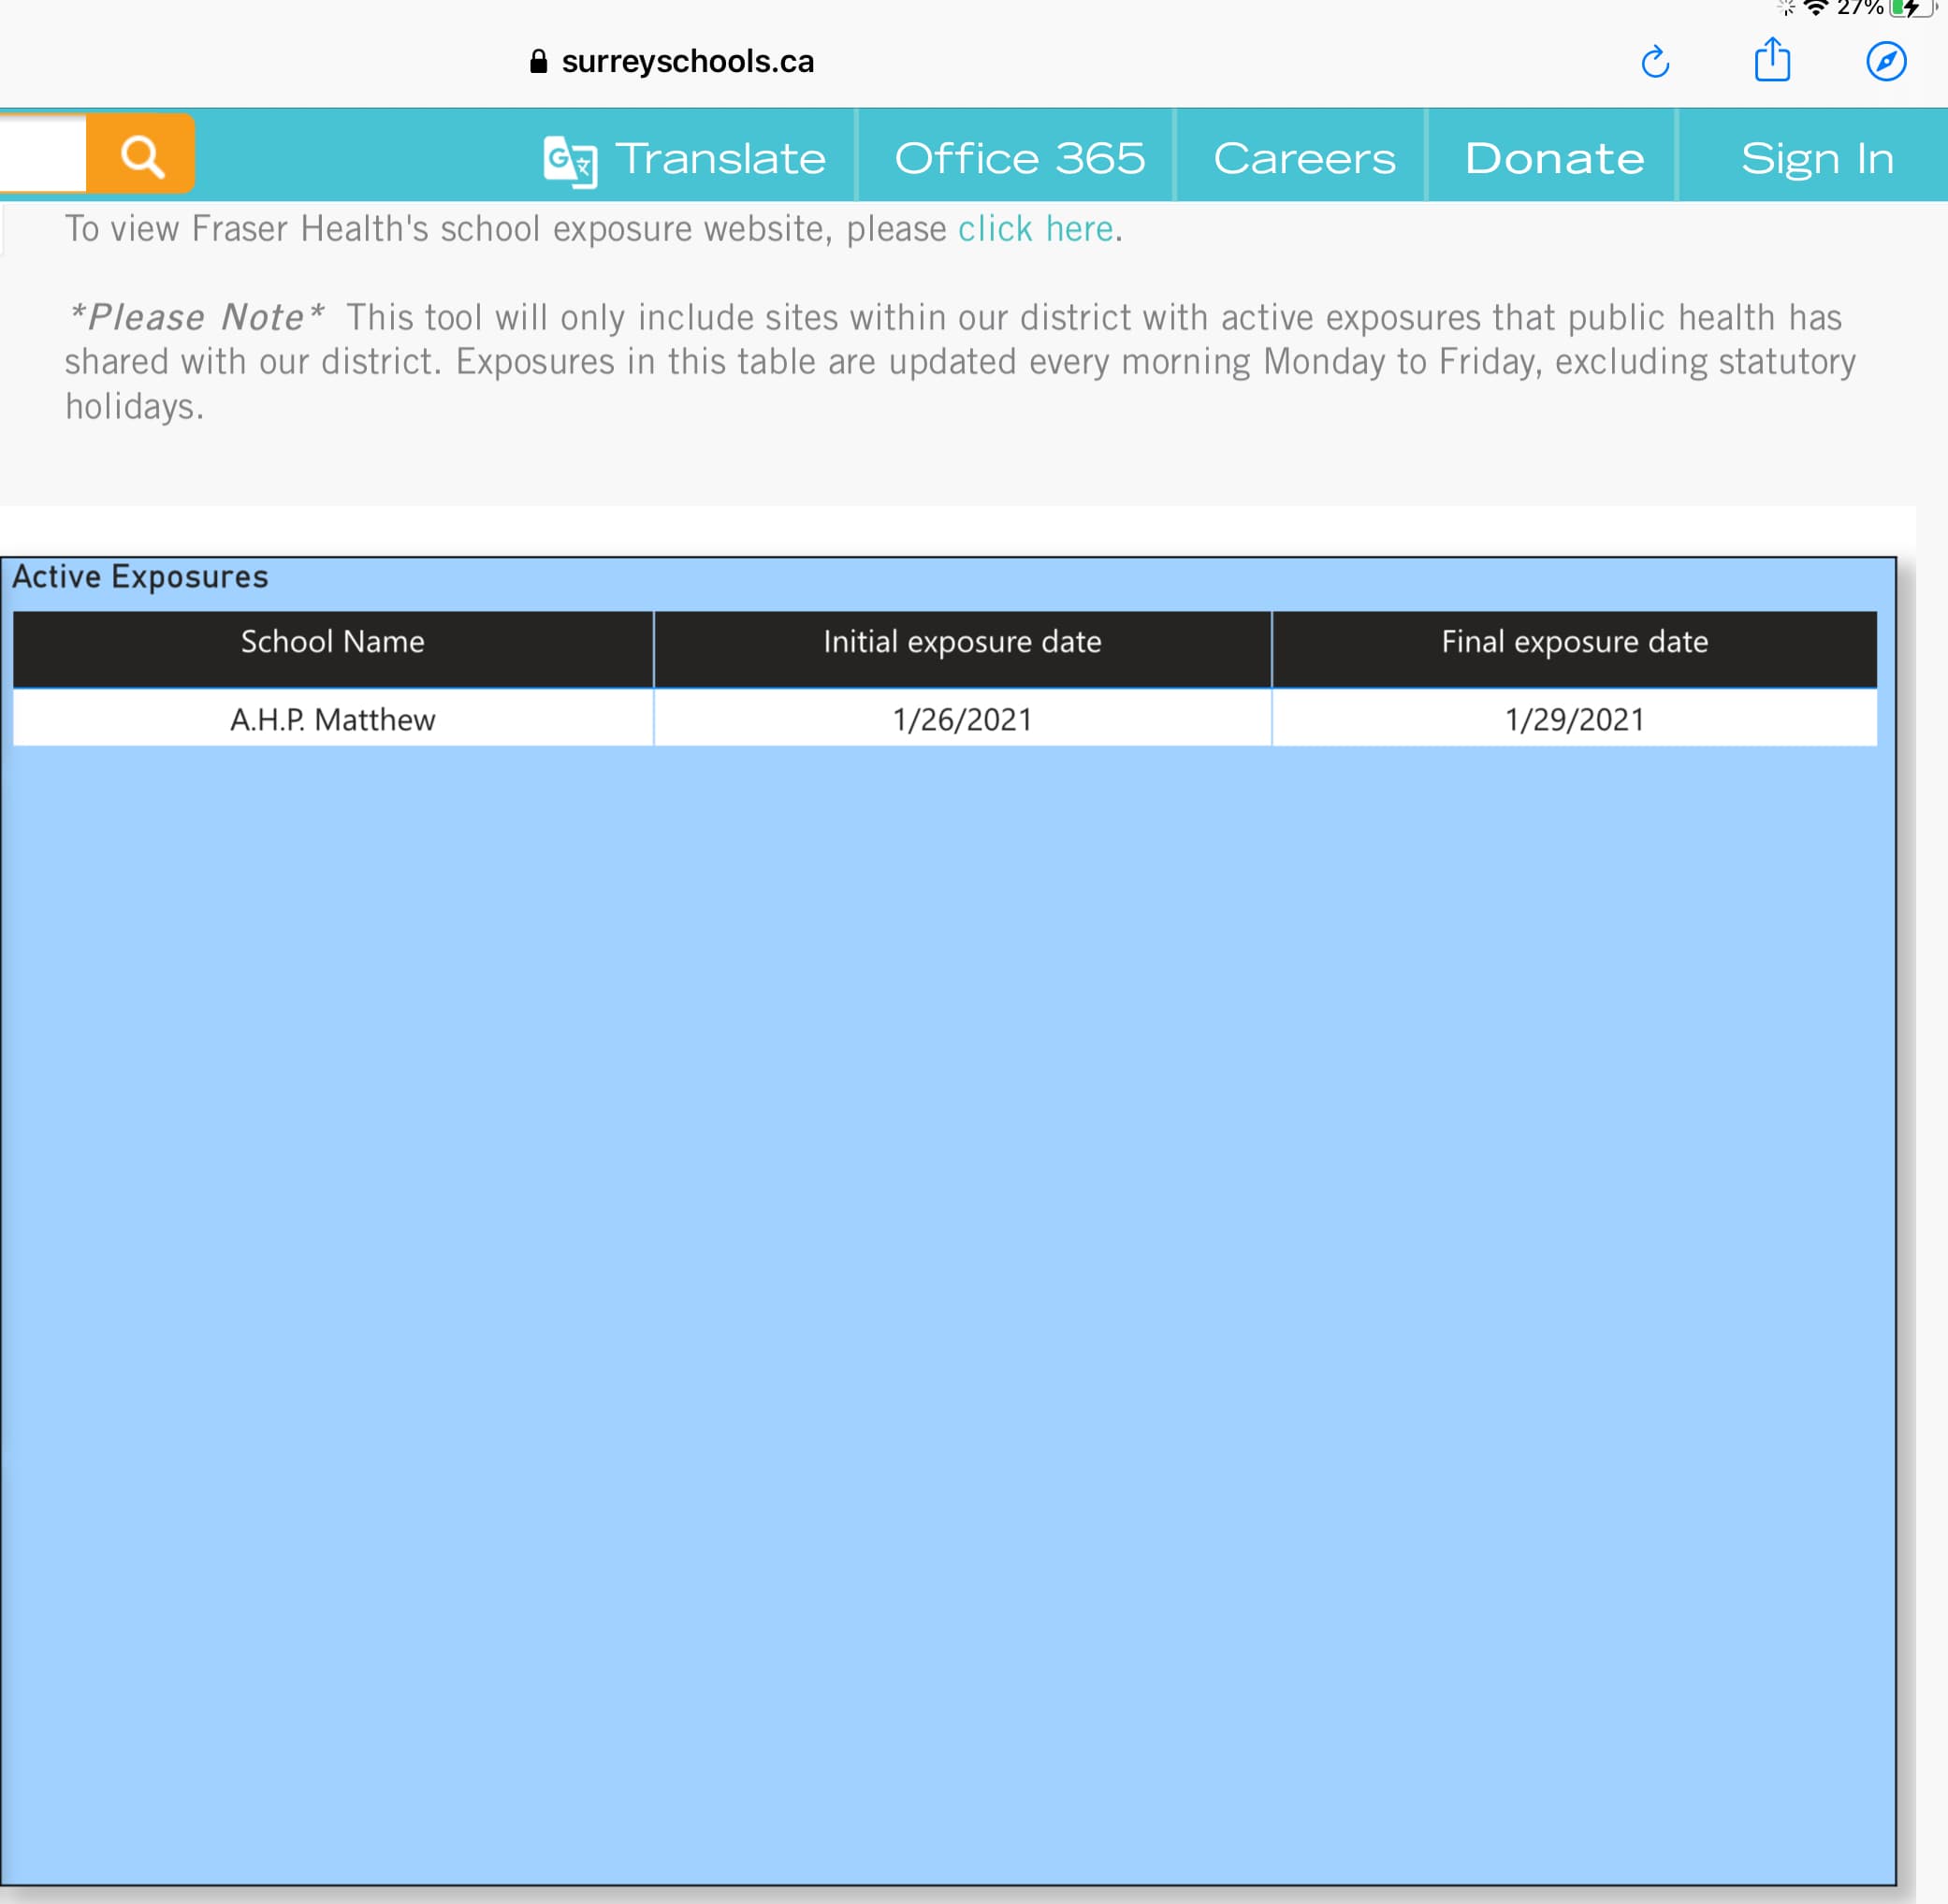 27%
surreyschools.ca
Translate Office 365 Careers Donate Sign In
To view Fraser Health's school exposure website, please click here.
*Please Note* This tool will only include sites within our district with active exposures that public health has
shared with our district. Exposures in this table are updated every morning Monday to Friday, excluding statutory
holidays.
Active Exposures
School Name Initial exposure date Final exposure date
A.H.P. Matthew 1/26/2021 1/29/2021